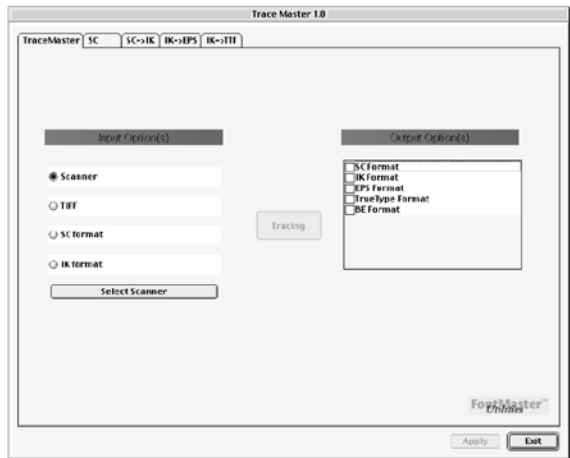 Trace Master 1.0
TraceMaster SC SC->IK IK->EPS IK->TTF
Input Option(s)
Output Option(s)
Scanner
TIFF
SC format
IK format
Select Scanner
Tracing
SC Format
IK Format
EPS Format
TrueType Format
BE Format
FontMaster™
Utilities
Apply Exit